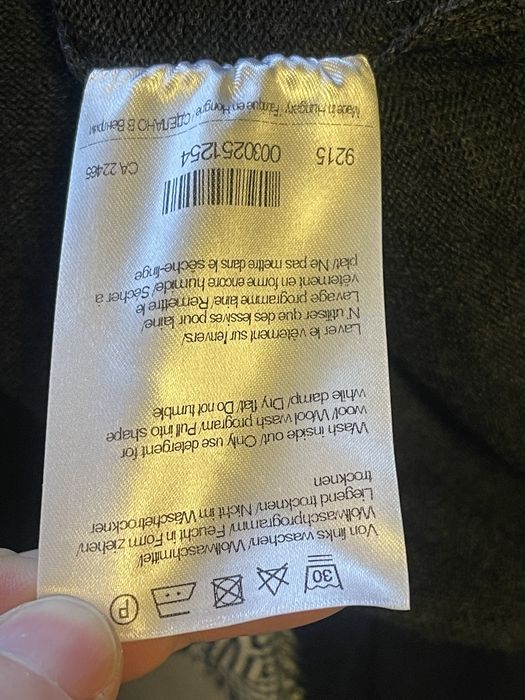 30 P
Von links waschen/ Wollwaschmittel/
Wollwaschprogramm/ Feucht in Form ziehen/
Liegend trocknen/ Nicht im Wäschetrockner
trocknen
Wash inside out/ Only use detergent for
wool/ Wool wash program/ Pull into shape
while damp/ Dry flat/ Do not tumble
Laver le vêtement sur l'envers/
N'utiliser que des lessives pour laine/
Lavage programme laine/ Remettre le
vêtement en forme encore humide/ Sécher à
plat/ Ne pas mettre dans le sèche-linge
9215 0030251254 CA 22465
Made in Hungary/ Fabriqué en Hongrie/ СДЕЛАНО В Венгрии